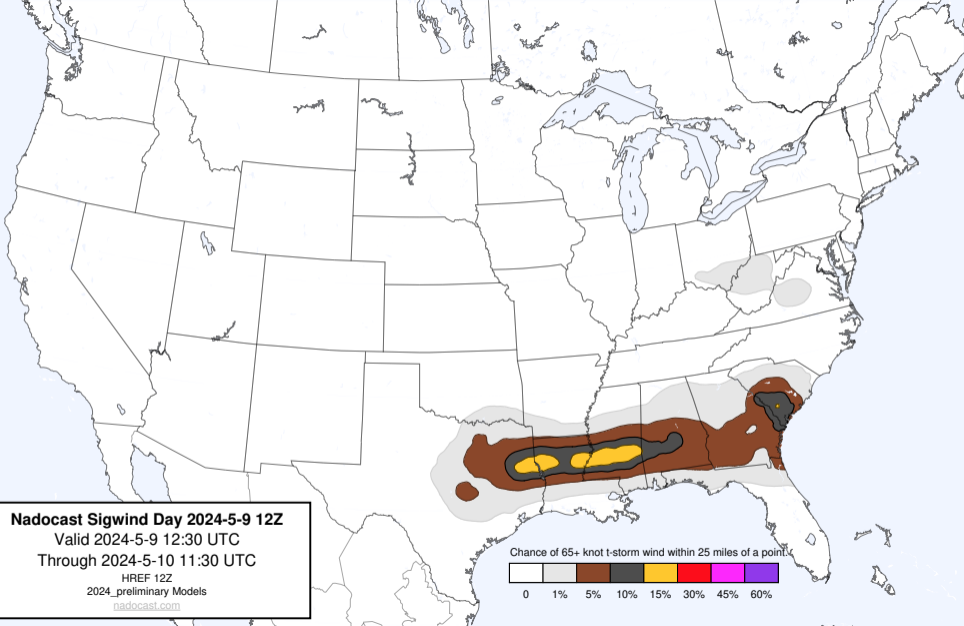 Nadocast Sigwind Day 2024-5-9 12Z
Valid 2024-5-9 12:30 UTC
Through 2024-5-10 11:30 UTC
HREF 12Z
2024_preliminary Models
nadocast.com
Chance of 65+ knot t-storm wind within 25 miles of a point.
0 1% 5% 10% 15% 30% 45% 60%